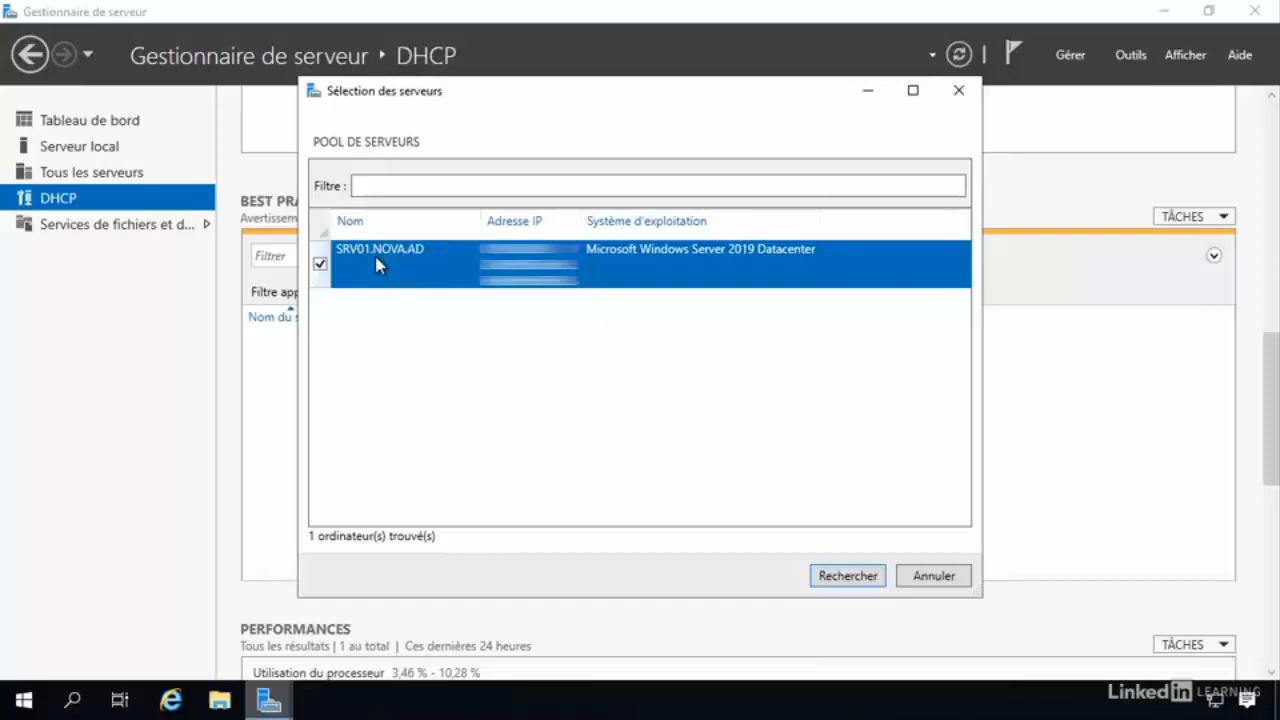 Gestionnaire de serveur
Gestionnaire de serveur ‣ DHCP
Gérer Outils Afficher Aide
Tableau de bord
Serveur local
Tous les serveurs
DHCP
Services de fichiers et d...
Sélection des serveurs
POOL DE SERVEURS
Filtre :
Nom Adresse IP Système d'exploitation
SRV01.NOVA.AD Microsoft Windows Server 2019 Datacenter
1 ordinateur(s) trouvé(s)
Rechercher Annuler
BEST PRA
Avertissem
TÂCHES
Filtrer
Filtre app
Nom du s
PERFORMANCES
Tous les résultats | 1 au total | Ces dernières 24 heures
TÂCHES
Utilisation du processeur 3,46 % - 10,28 %
LinkedIn LEARNING